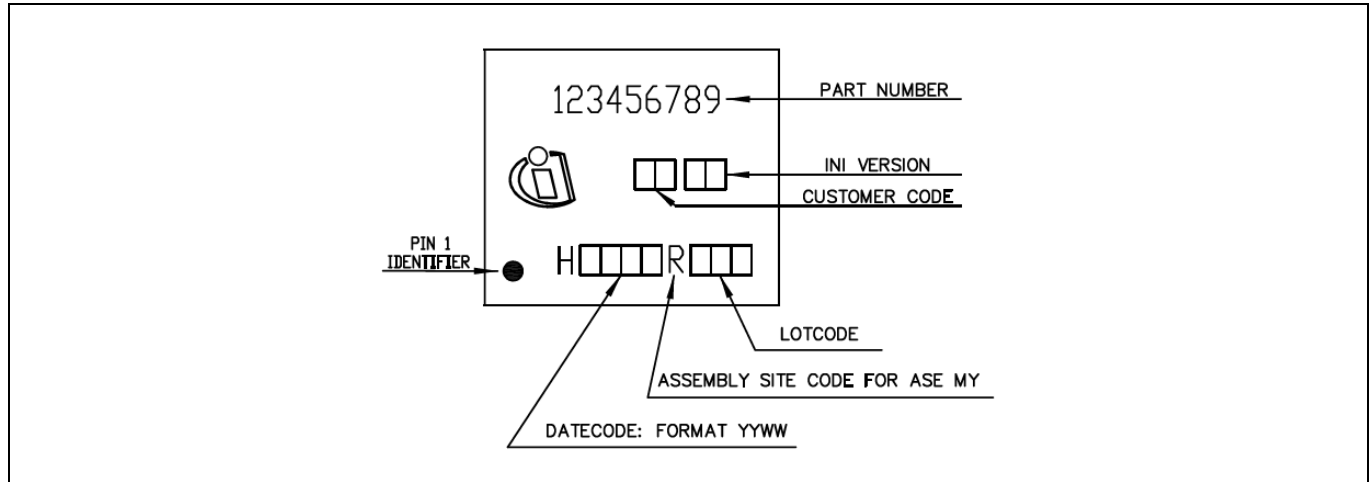 123456789
PART NUMBER
INI VERSION
CUSTOMER CODE
PIN 1
IDENTIFIER
H R
LOTCODE
ASSEMBLY SITE CODE FOR ASE MY
DATECODE: FORMAT YYWW